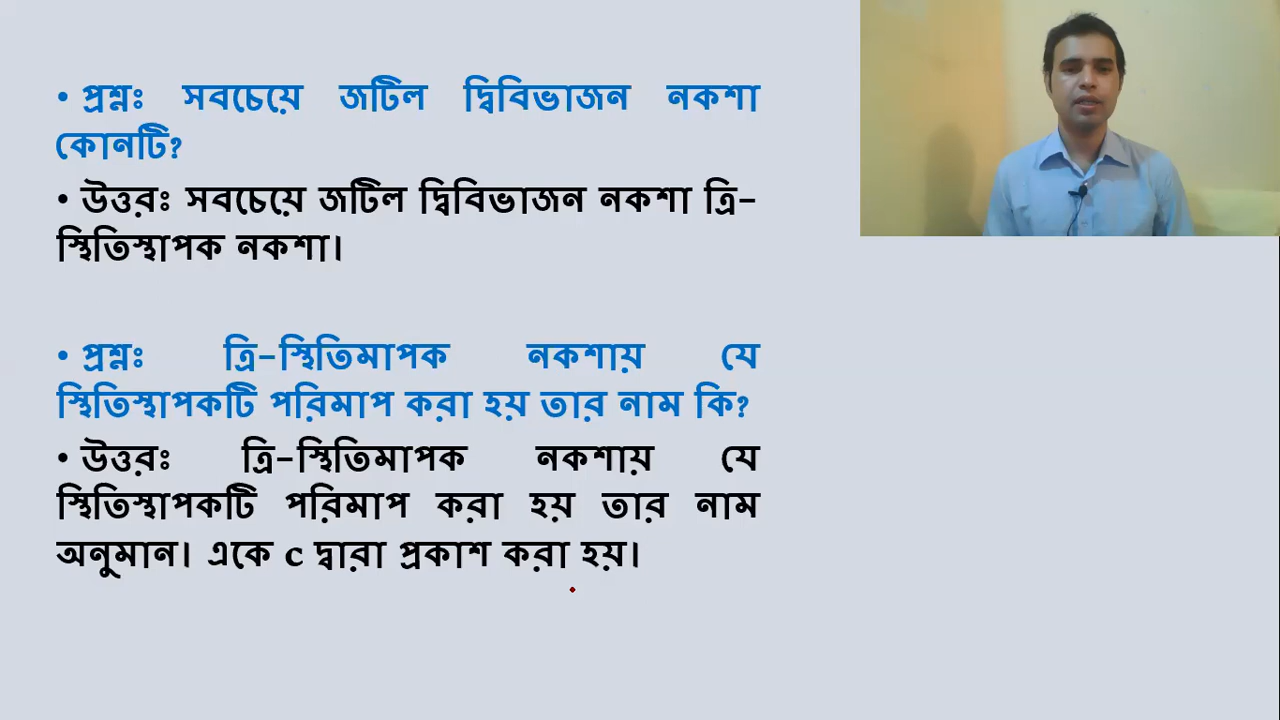 • প্রশ্নঃ সবচেয়ে জটিল দ্বিবিভাজন নকশা
কোনটি?
• উত্তরঃ সবচেয়ে জটিল দ্বিবিভাজন নকশা ত্রি-
স্থিতিস্থাপক নকশা।
• প্রশ্নঃ ত্রি-স্থিতিমাপক নকশায় যে
স্থিতিস্থাপকটি পরিমাপ করা হয় তার নাম কি?
• উত্তরঃ ত্রি-স্থিতিমাপক নকশায় যে
স্থিতিস্থাপকটি পরিমাপ করা হয় তার নাম
অনুমান। একে c দ্বারা প্রকাশ করা হয়।